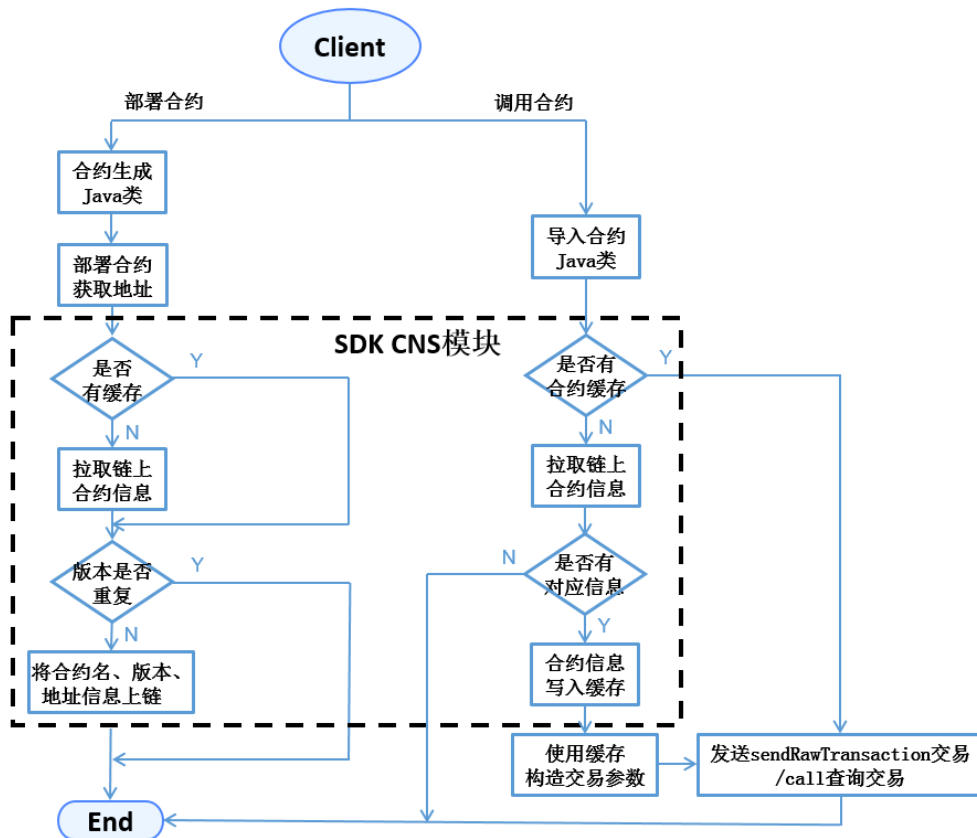 Client
部署合约
调用合约
合约生成
Java类
导入合约
Java类
部署合约
获取地址
SDK CNS模块
是否
有缓存
Y
是否有
合约缓存
Y
N
N
拉取链上
合约信息
拉取链上
合约信息
版本是否
重复
Y
N
是否有
对应信息
N
Y
将合约名、版本、
地址信息上链
合约信息
写入缓存
使用缓存
构造交易参数
发送sendRawTransaction交易
/call查询交易
End